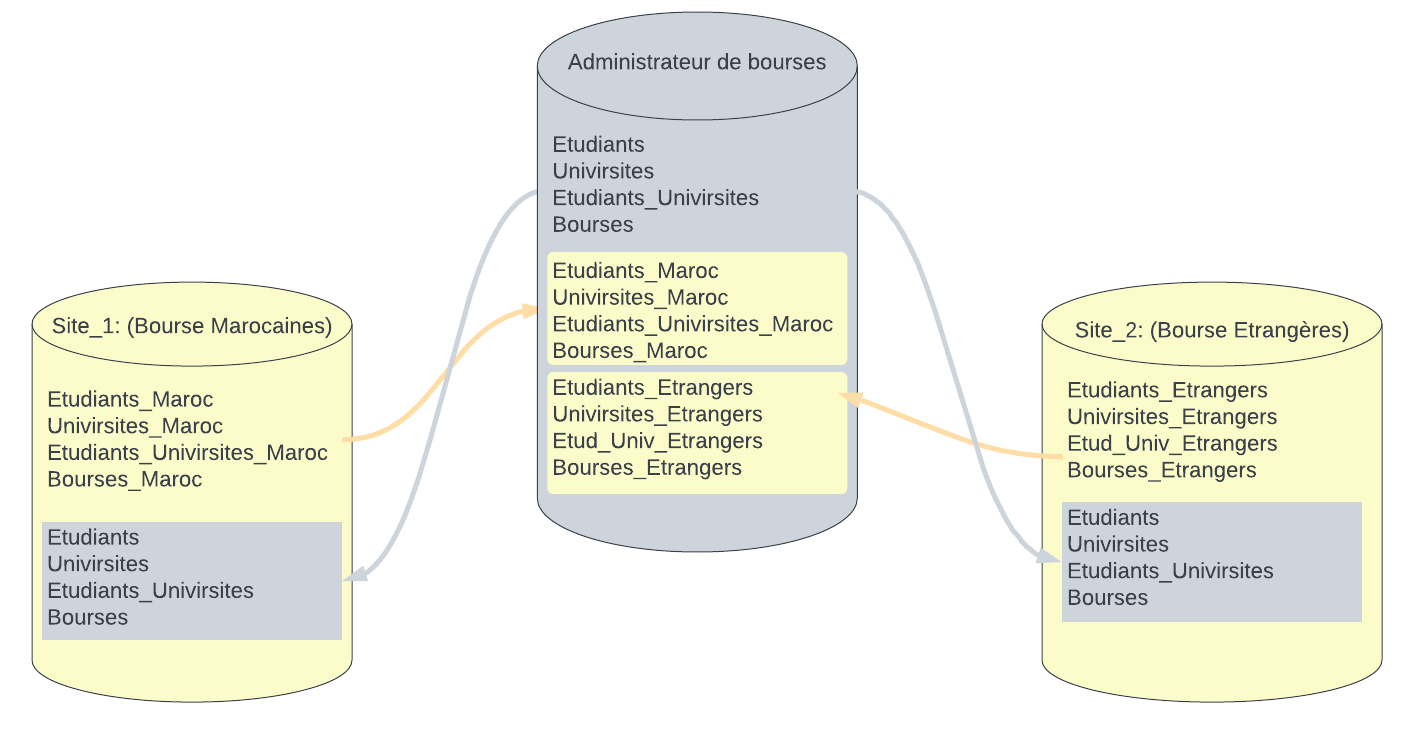 Administrateur de bourses
Etudiants
Univirsites
Etudiants_Univirsites
Bourses
Etudiants_Maroc
Univirsites_Maroc
Etudiants_Univirsites_Maroc
Bourses_Maroc
Etudiants_Etrangers
Univirsites_Etrangers
Etud_Univ_Etrangers
Bourses_Etrangers
Site_1: (Bourse Marocaines)
Etudiants_Maroc
Univirsites_Maroc
Etudiants_Univirsites_Maroc
Bourses_Maroc
Etudiants
Univirsites
Etudiants_Univirsites
Bourses
Site_2: (Bourse Etrangères)
Etudiants_Etrangers
Univirsites_Etrangers
Etud_Univ_Etrangers
Bourses_Etrangers
Etudiants
Univirsites
Etudiants_Univirsites
Bourses